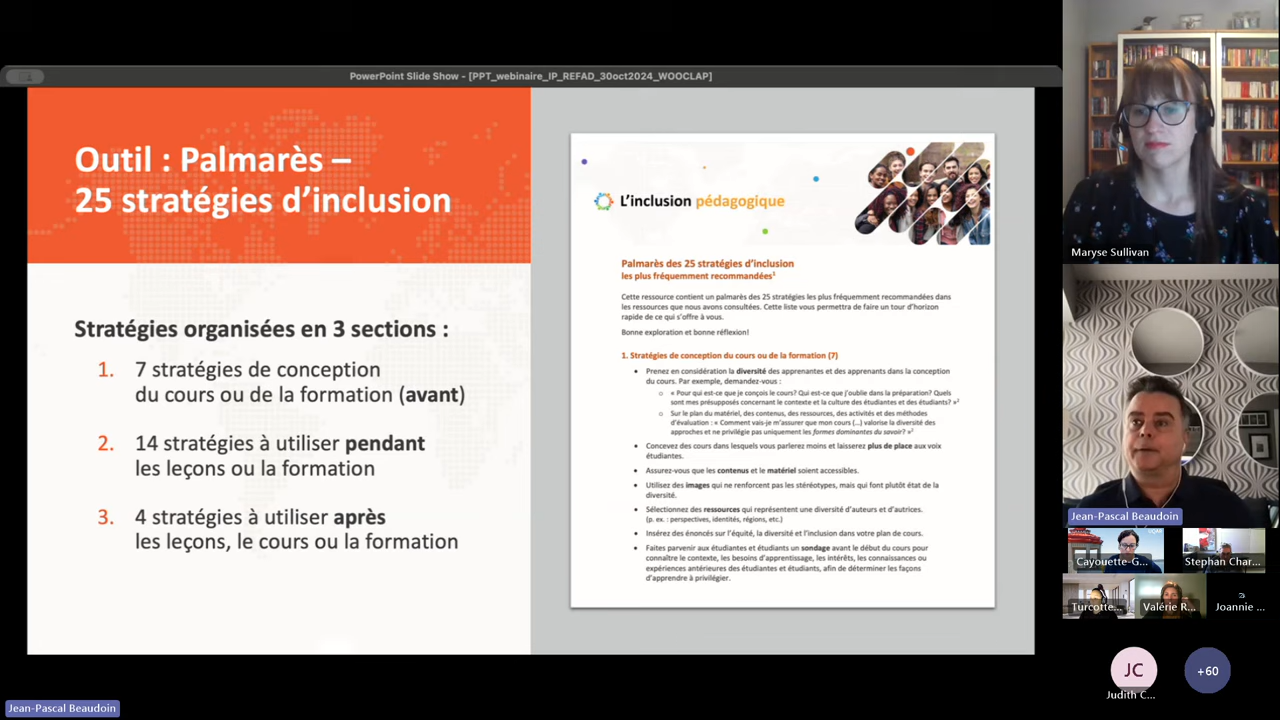 PowerPoint Slide Show - [PPT_webinaire_IP_REFAD_30oct2024_WOOCLAP]
Outil : Palmarès –
25 stratégies d’inclusion
Stratégies organisées en 3 sections :
1. 7 stratégies de conception
du cours ou de la formation (avant)
2. 14 stratégies à utiliser pendant
les leçons ou la formation
3. 4 stratégies à utiliser après
les leçons, le cours ou la formation
L’inclusion pédagogique
Palmarès des 25 stratégies d’inclusion
les plus fréquemment recommandées¹
Cette ressource contient un palmarès des 25 stratégies les plus fréquemment recommandées dans
les ressources que nous avons consultées. Cette liste vous permettra de faire un tour d’horizon
rapide de ce qui s’offre à vous.
Bonne exploration et bonne réflexion!
1. Stratégies de conception du cours ou de la formation (7)
• Prenez en considération la diversité des apprenantes et des apprenants dans la conception
du cours. Par exemple, demandez-vous :
o « Pour qui est-ce que je conçois le cours? Qui est-ce que j’oublie dans la préparation? Quels
sont mes présupposés concernant le contexte et la culture des étudiantes et des étudiants? »²
o Sur le plan du matériel, des contenus, des ressources, des activités et des méthodes
d’évaluation : « Comment vais-je m’assurer que mon cours (...) valorise la diversité des
approches et ne privilégie pas uniquement les formes dominantes du savoir? »³
• Concevez des cours dans lesquels vous parlerez moins et laisserez plus de place aux voix
étudiantes.
• Assurez-vous que les contenus et le matériel soient accessibles.
• Utilisez des images qui ne renforcent pas les stéréotypes, mais qui font plutôt état de la
diversité.
• Sélectionnez des ressources qui représentent une diversité d’auteurs et d’autrices.
(p. ex. : perspectives, identités, régions, etc.)
• Insérez des énoncés sur l’équité, la diversité et l’inclusion dans votre plan de cours.
• Faites parvenir aux étudiantes et étudiants un sondage avant le début du cours pour
connaître le contexte, les besoins d’apprentissage, les intérêts, les connaissances ou
expériences antérieures des étudiantes et étudiants, afin de déterminer les façons
d’apprendre à privilégier.
Maryse Sullivan
Jean-Pascal Beaudoin
Cayouette-G...
Stephan Char...
Turcotte...
Valérie R...
Joannie ...
JC
+60
Judith C...
Jean-Pascal Beaudoin